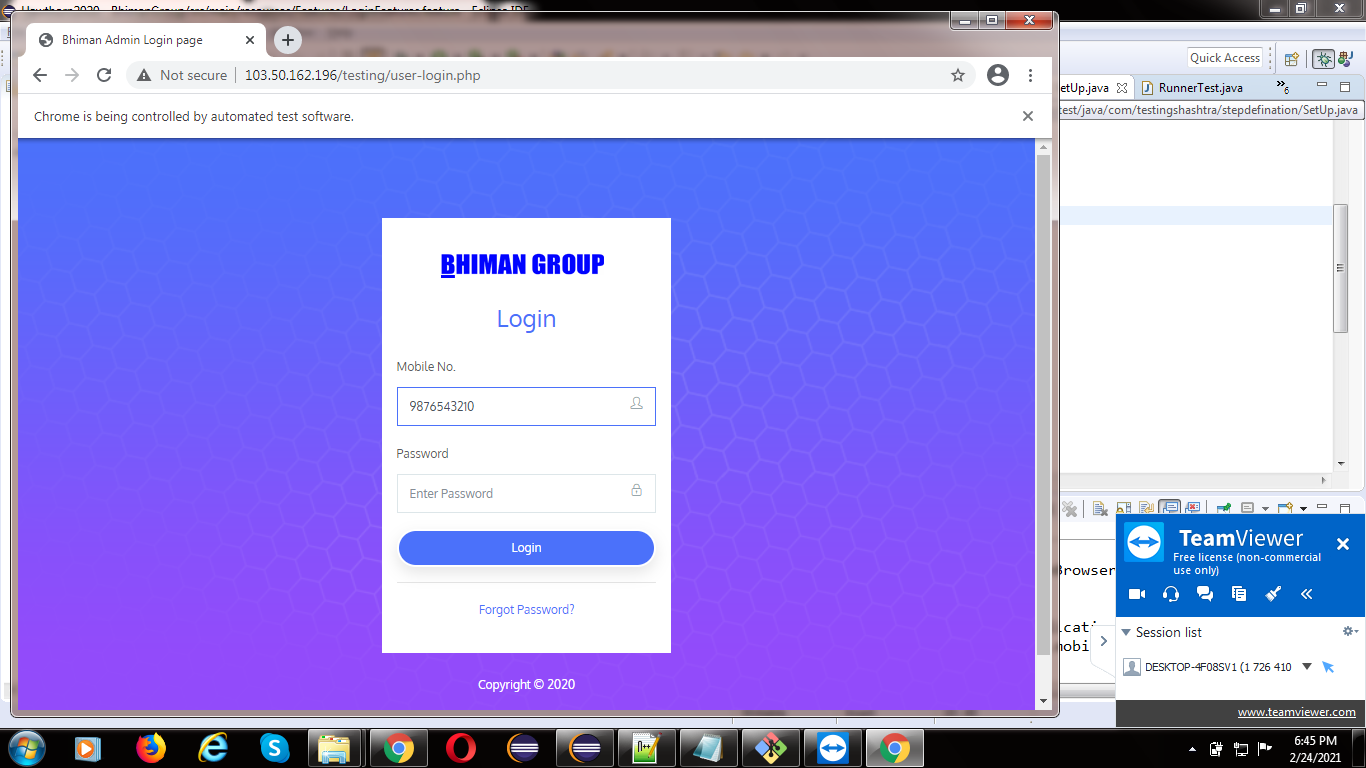 Bhiman Admin Login page
Not secure
103.50.162.196/testing/user-login.php
Chrome is being controlled by automated test software.
BHIMAN GROUP
Login
Mobile No.
9876543210
Password
Enter Password
Login
Forgot Password?
Copyright © 2020
Quick Access
etUp.java
RunnerTest.java
6
test/java/com/testingshashtra/stepdefination/SetUp.java
Browser
licati
mobi
TeamViewer
Free license (non-commercial
use only)
Session list
DESKTOP-4F08SV1 (1 726 410
www.teamviewer.com
6:45 PM
2/24/2021